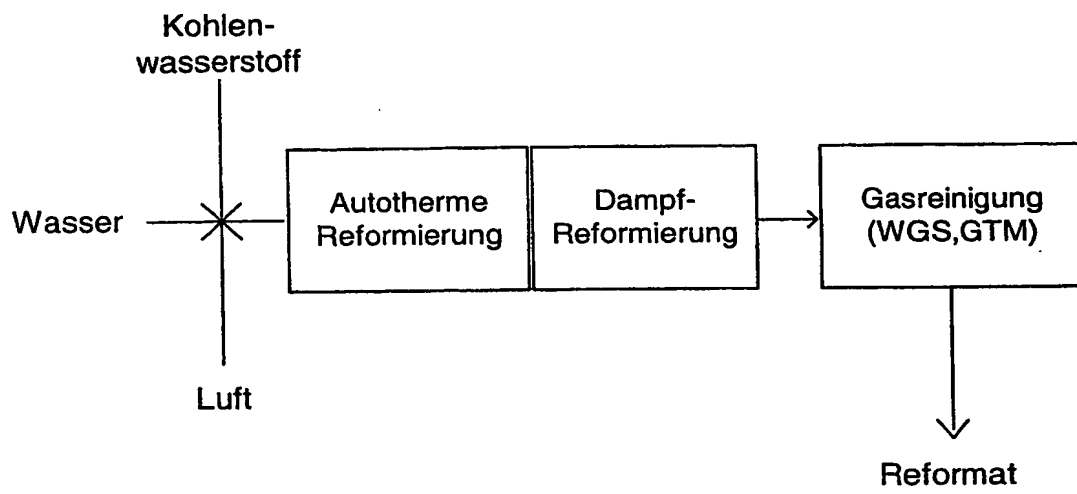 Kohlen-
wasserstoff
Wasser
Luft
Autotherme
Reformierung
Dampf-
Reformierung
Gasreinigung
(WGS,GTM)
Reformat